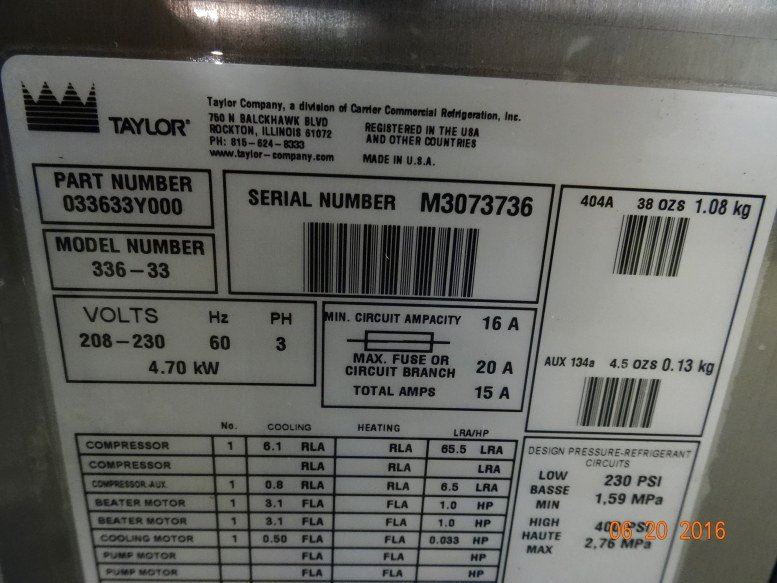 TAYLOR®
Taylor Company, a division of Carrier Commercial Refrigeration, Inc.
750 N BALCKHAWK BLVD
ROCKTON, ILLINOIS 61072
PH: 815-624-8333
www.taylor-company.com
REGISTERED IN THE USA
AND OTHER COUNTRIES
MADE IN U.S.A.
PART NUMBER
033633Y000
MODEL NUMBER
336-33
SERIAL NUMBER M3073736
404A 38 OZS 1.08 kg
AUX 134a 4.5 OZS 0.13 kg
VOLTS Hz PH
208-230 60 3
4.70 kW
MIN. CIRCUIT AMPACITY 16 A
MAX. FUSE OR
CIRCUIT BRANCH 20 A
TOTAL AMPS 15 A
No. COOLING HEATING LRA/HP
COMPRESSOR 1 6.1 RLA RLA 65.5 LRA
COMPRESSOR RLA RLA LRA
COMPRESSOR-AUX. 1 0.8 RLA RLA 6.5 LRA
BEATER MOTOR 1 3.1 FLA FLA 1.0 HP
BEATER MOTOR 1 3.1 FLA FLA 1.0 HP
COOLING MOTOR 1 0.50 FLA FLA 0.033 HP
PUMP MOTOR FLA FLA HP
PUMP MOTOR FLA FLA HP
DESIGN PRESSURE-REFRIGERANT
CIRCUITS
LOW
BASSE
MIN
230 PSI
1,59 MPa
HIGH
HAUTE
MAX
PSI
2,76 MPa
06 20 2016